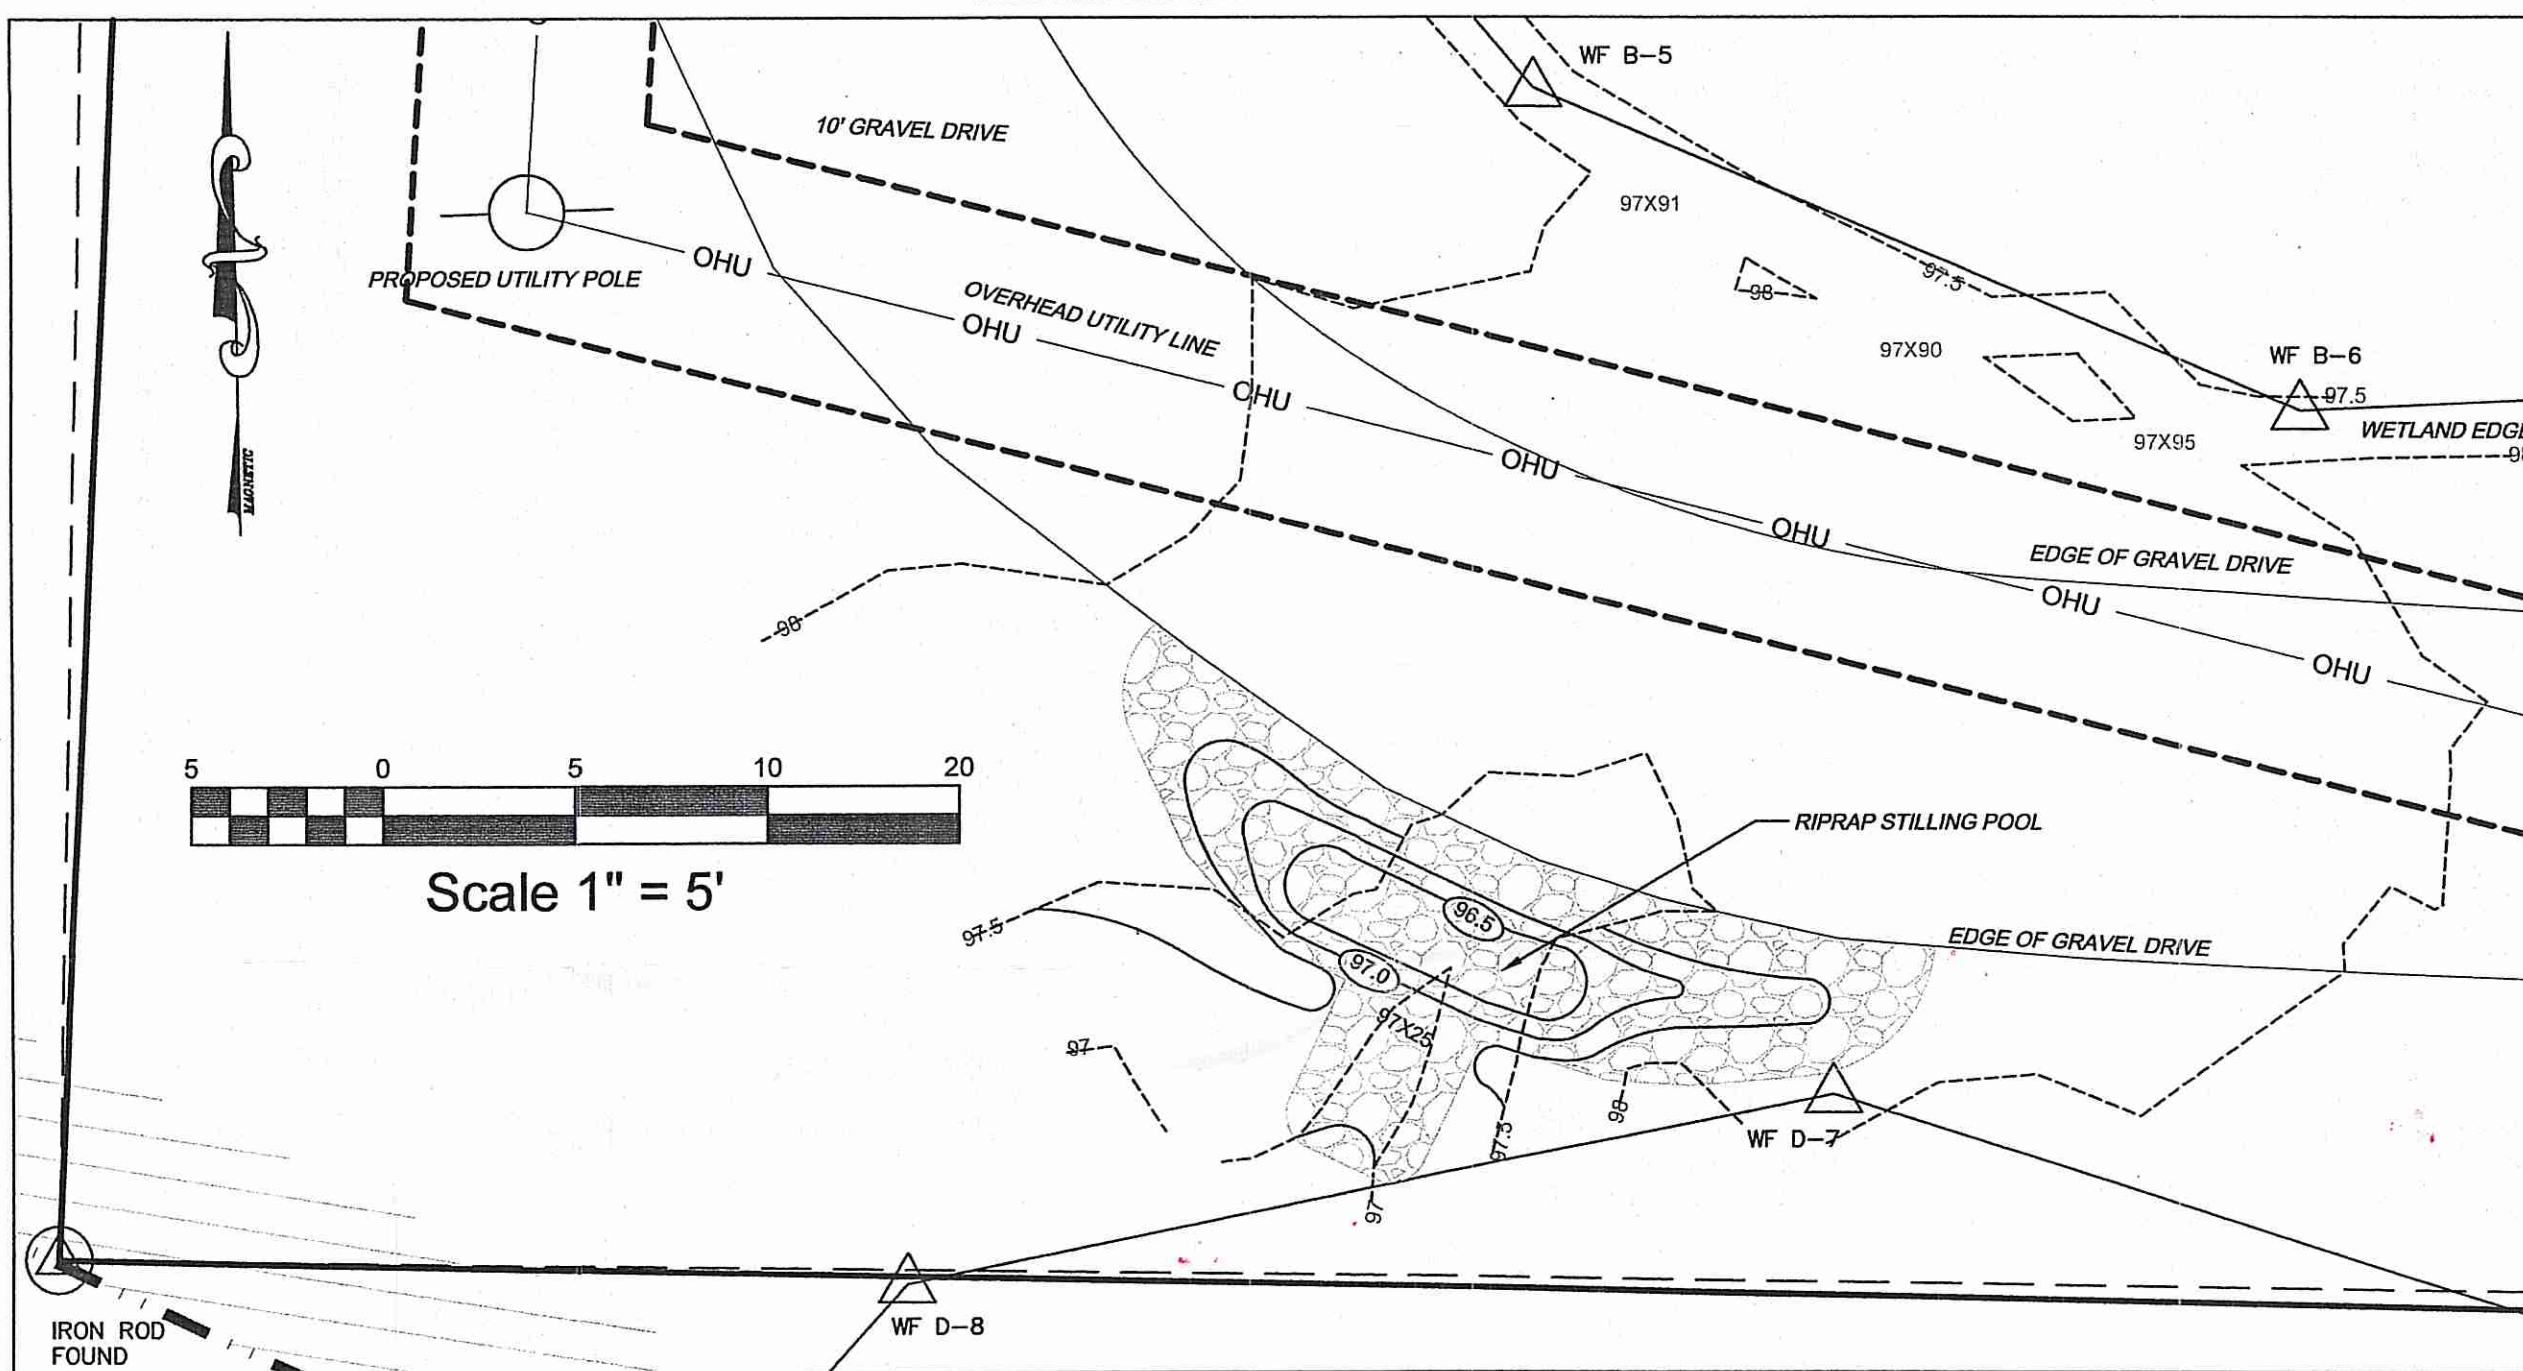 WF B-5
10' GRAVEL DRIVE
97X91
OHU
PROPOSED UTILITY POLE
OVERHEAD UTILITY LINE
OHU
98
97.5
97X90
WF B-6
97.5
OHU
WETLAND EDGE
97X95
MAGNETIC
OHU
OHU
EDGE OF GRAVEL DRIVE
OHU
98
OHU
5 0 5 10 20
Scale 1" = 5'
RIPRAP STILLING POOL
97.5
96.5
97.0
EDGE OF GRAVEL DRIVE
97X25
97
98
97.5
WF D-7
97
IRON ROD
FOUND
WF D-8